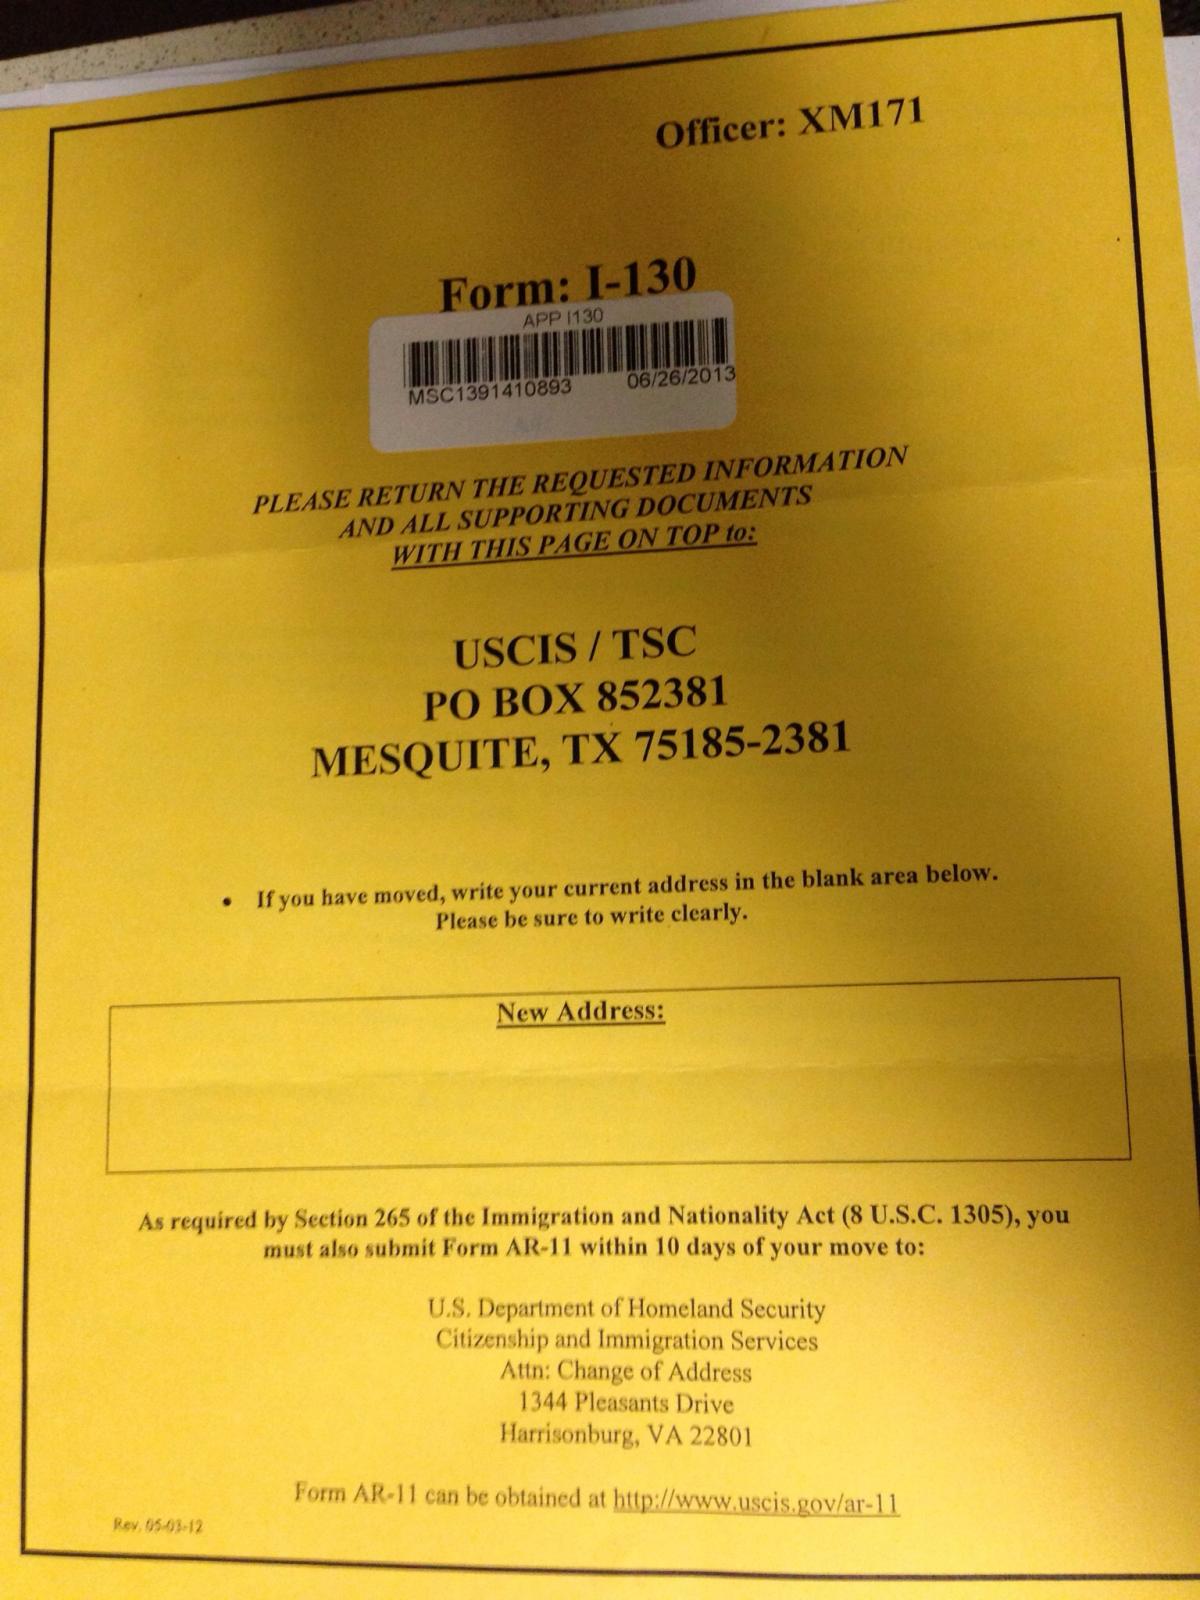 Officer: XM171
Form: I-130
APP I130
MSC1391410893 06/26/2013
PLEASE RETURN THE REQUESTED INFORMATION
AND ALL SUPPORTING DOCUMENTS
WITH THIS PAGE ON TOP to:
USCIS / TSC
PO BOX 852381
MESQUITE, TX 75185-2381
• If you have moved, write your current address in the blank area below.
Please be sure to write clearly.
New Address:
As required by Section 265 of the Immigration and Nationality Act (8 U.S.C. 1305), you
must also submit Form AR-11 within 10 days of your move to:
U.S. Department of Homeland Security
Citizenship and Immigration Services
Attn: Change of Address
1344 Pleasants Drive
Harrisonburg, VA 22801
Form AR-11 can be obtained at http://www.uscis.gov/ar-11
Rev. 05-03-12